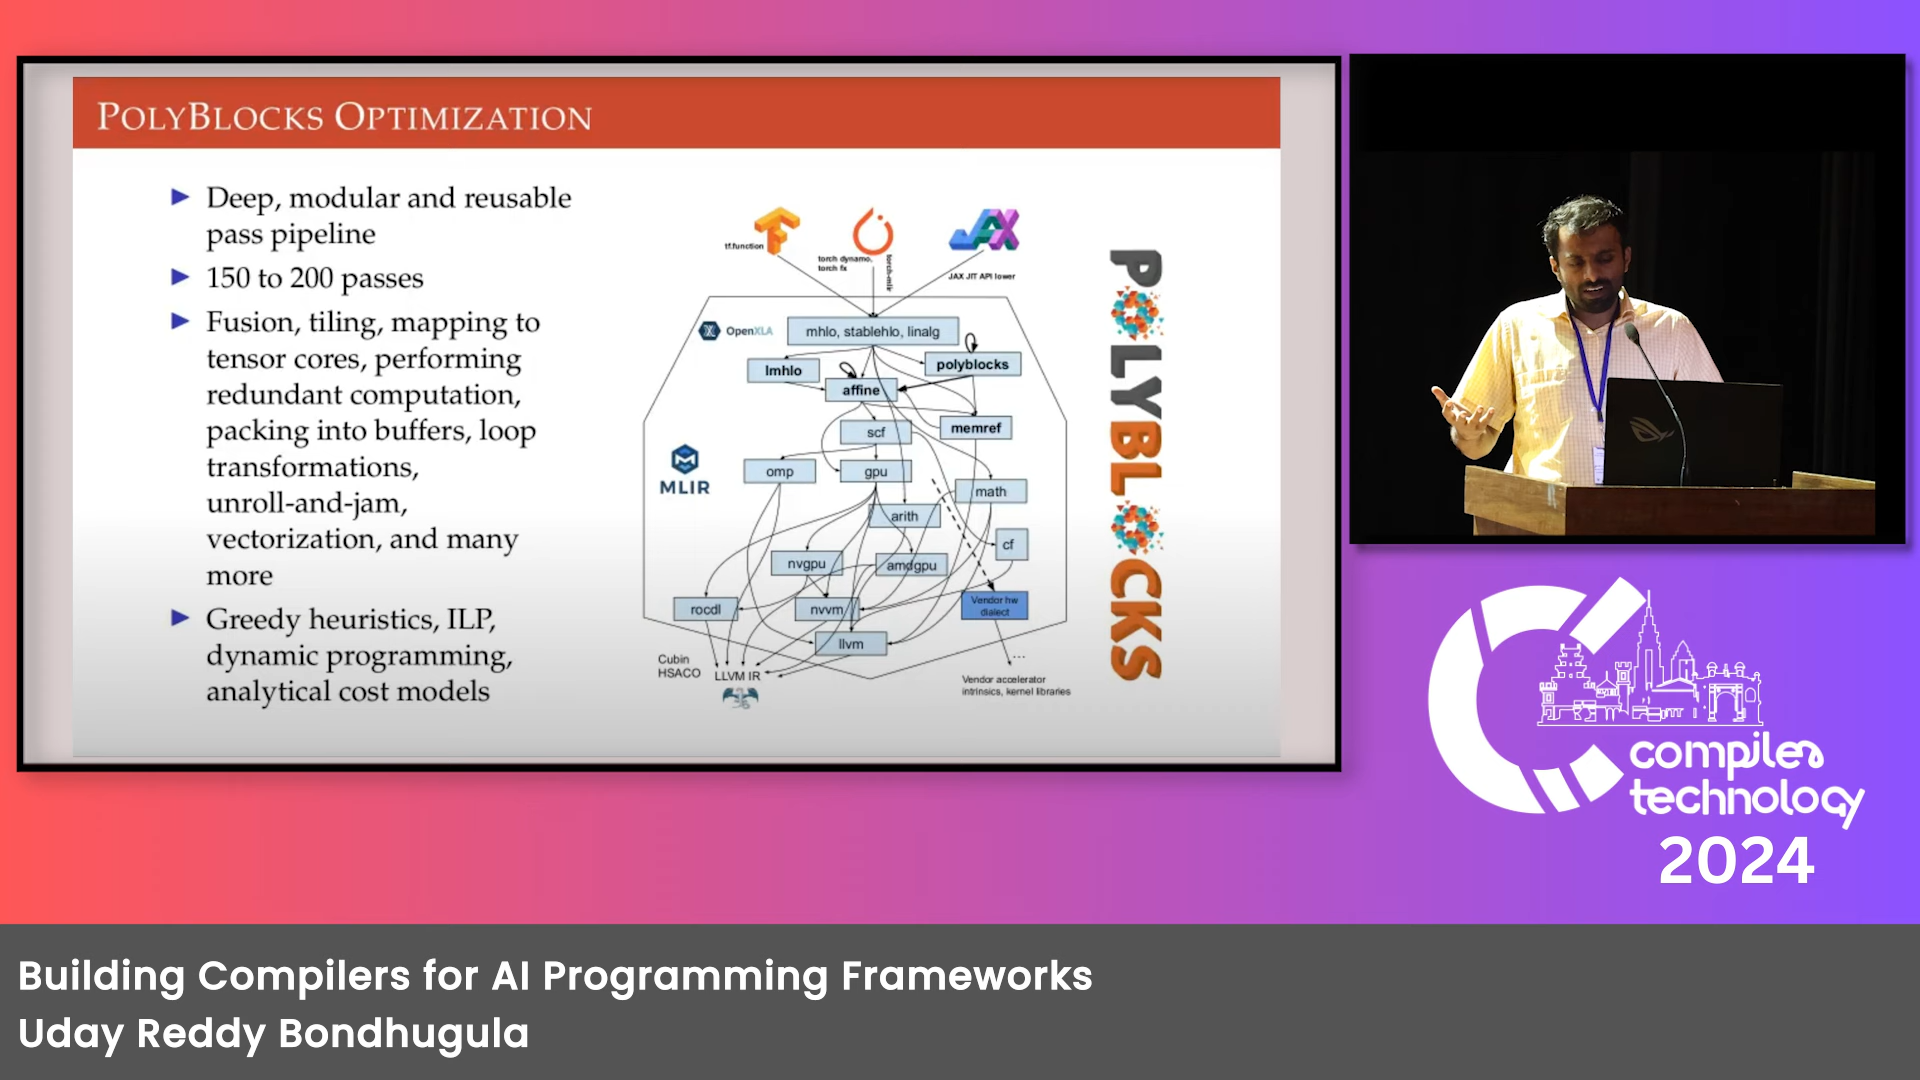 POLYBLOCKS OPTIMIZATION
Deep, modular and reusable
pass pipeline
150 to 200 passes
Fusion, tiling, mapping to
tensor cores, performing
redundant computation,
packing into buffers, loop
transformations,
unroll-and-jam,
vectorization, and many
more
Greedy heuristics, ILP,
dynamic programming,
analytical cost models
tf.function
torch dynamo,
torch fx
torch-mlir
JAX
JAX JIT API lower
OpenXLA
mhlo, stablehlo, linalg
lmhlo
polyblocks
affine
scf
memref
MLIR
omp
gpu
math
arith
cf
nvgpu
amdgpu
rocdl
nvvm
Vendor hw
dialect
llvm
Cubin
HSACO
LLVM IR
...
Vendor accelerator
intrinsics, kernel libraries
POLYBLOCKS
compiler
technology
2024
Building Compilers for AI Programming Frameworks
Uday Reddy Bondhugula